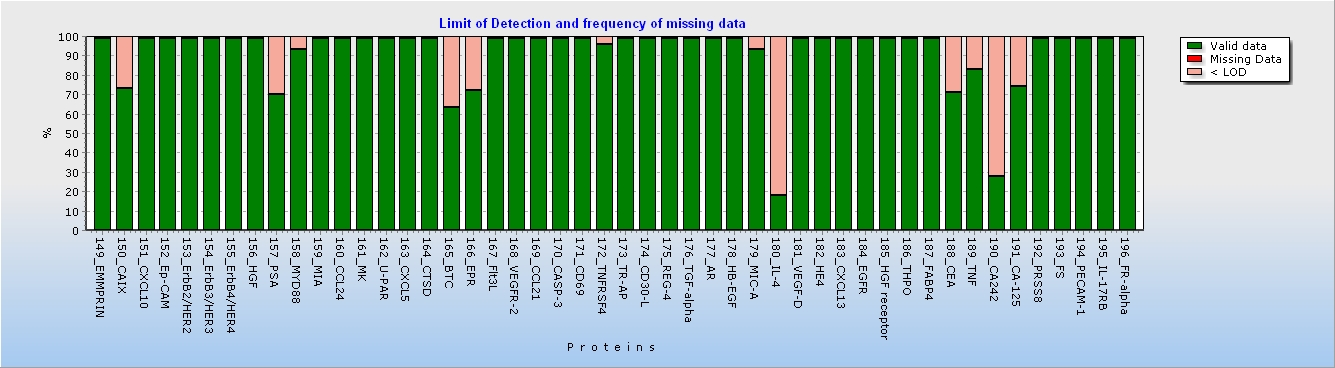 Limit of Detection and frequency of missing data
100
90
80
70
60
50
40
30
20
10
0
%
149_EMMPRIN
150_CAIX
151_CXCL10
152_Ep-CAM
153_ErbB2/HER2
154_ErbB3/HER3
155_ErbB4/HER4
156_HGF
157_PSA
158_MYD88
159_MIA
160_CCL24
161_MK
162_U-PAR
163_CXCL5
164_CTSD
165_BTC
166_EPR
167_Flt3L
168_VEGFR-2
169_CCL21
170_CASP-3
171_CD69
172_TNFRSF4
173_TR-AP
174_CD30-L
175_REG-4
176_TGF-alpha
177_AR
178_HB-EGF
179_MIC-A
180_IL-4
181_VEGF-D
182_HE4
183_CXCL13
184_EGFR
185_HGF receptor
186_THPO
187_FABP4
188_CEA
189_TNF
190_CA242
191_CA-125
192_PRSS8
193_FS
194_PECAM-1
195_IL-17RB
196_FR-alpha
Proteins
Valid data
Missing Data
< LOD